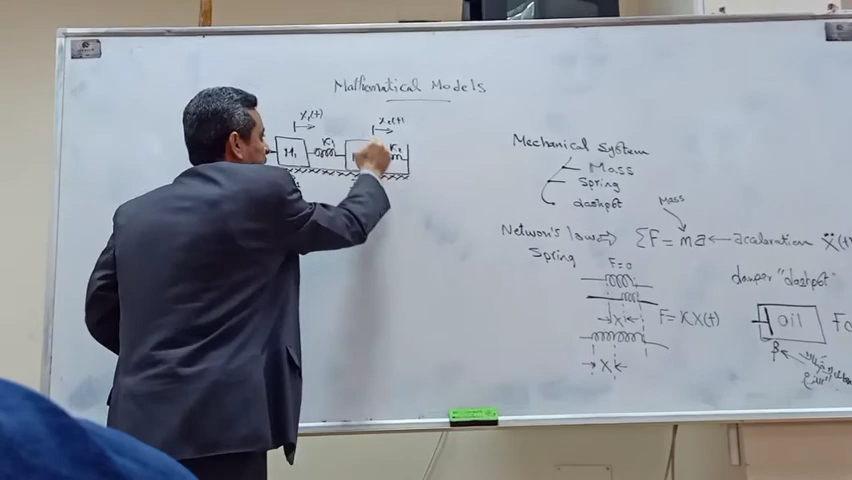 Mathematical Models
X₁(t)
X₂(t)
K₁
K₂
M₁
Mechanical system
Mass
Spring
dashpot
Mass
Netwon's law ⇒ ΣF = ma ← acaleration ẍ(t)
Spring
F=0
X
F= KX(t)
X
damper "dashpot"
oil
β